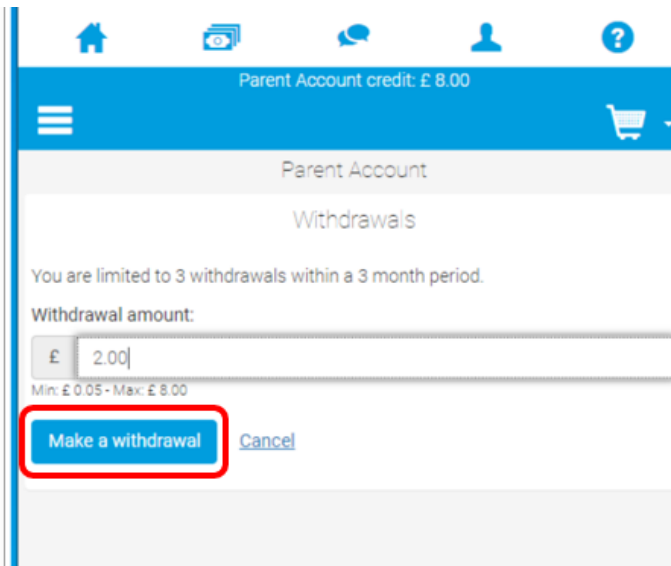 ?
Parent Account credit: £ 8.00
Parent Account
Withdrawals
You are limited to 3 withdrawals within a 3 month period.
Withdrawal amount:
£ 2.00
Min: £ 0.05 - Max: £ 8.00
Make a withdrawal Cancel